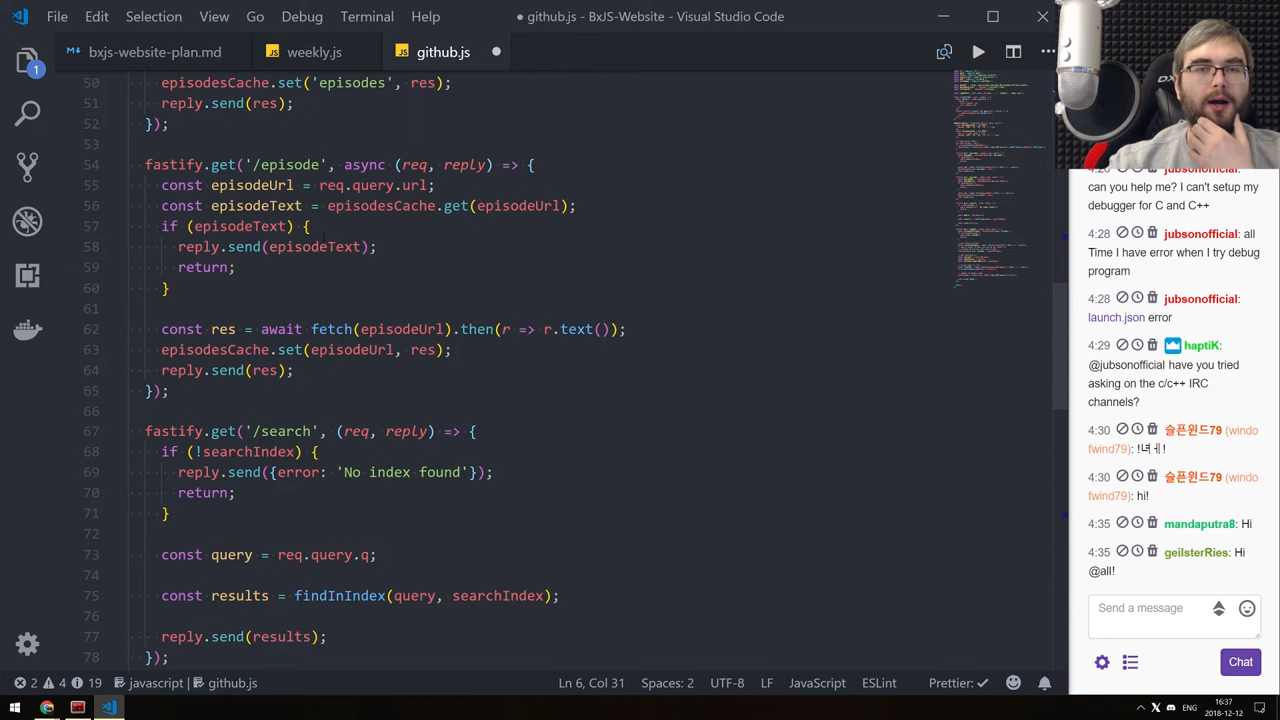 File Edit Selection View Go Debug Terminal Help
● github.js - BxJS-Website - Visual Studio Code
bxjs-website-plan.md
weekly.js
github.js
1
50 episodesCache.set('episodes', res);
51 reply.send(res);
52 });
53
54 fastify.get('/episode', async (req, reply) => {
55 const episodeUrl = req.query.url;
56 const episodeText = episodesCache.get(episodeUrl);
57 if (episodeText) {
58 reply.send(episodeText);
59 return;
60 }
61
62 const res = await fetch(episodeUrl).then(r => r.text());
63 episodesCache.set(episodeUrl, res);
64 reply.send(res);
65 });
66
67 fastify.get('/search', (req, reply) => {
68 if (!searchIndex) {
69 reply.send({error: 'No index found'});
70 return;
71 }
72
73 const query = req.query.q;
74
75 const results = findInIndex(query, searchIndex);
76
77 reply.send(results);
78 });
jubsonofficial:
can you help me? I can't setup my
debugger for C and C++
4:28 jubsonofficial: all
Time I have error when I try debug
program
4:28 jubsonofficial:
launch.json error
4:29 haptiK:
@jubsonofficial have you tried
asking on the c/c++ IRC
channels?
4:30 슬픈윈드79 (windo
wfind79): !녀ㅔ!
4:30 슬픈윈드79 (windo
wfind79): hi!
4:35 mandaputra8: Hi
4:35 geilsterRies: Hi
@all!
Send a message
Chat
2 4 19 javascript | github.js
Ln 6, Col 31 Spaces: 2 UTF-8 LF JavaScript ESLint Prettier: ✓
ENG
16:37
2018-12-12